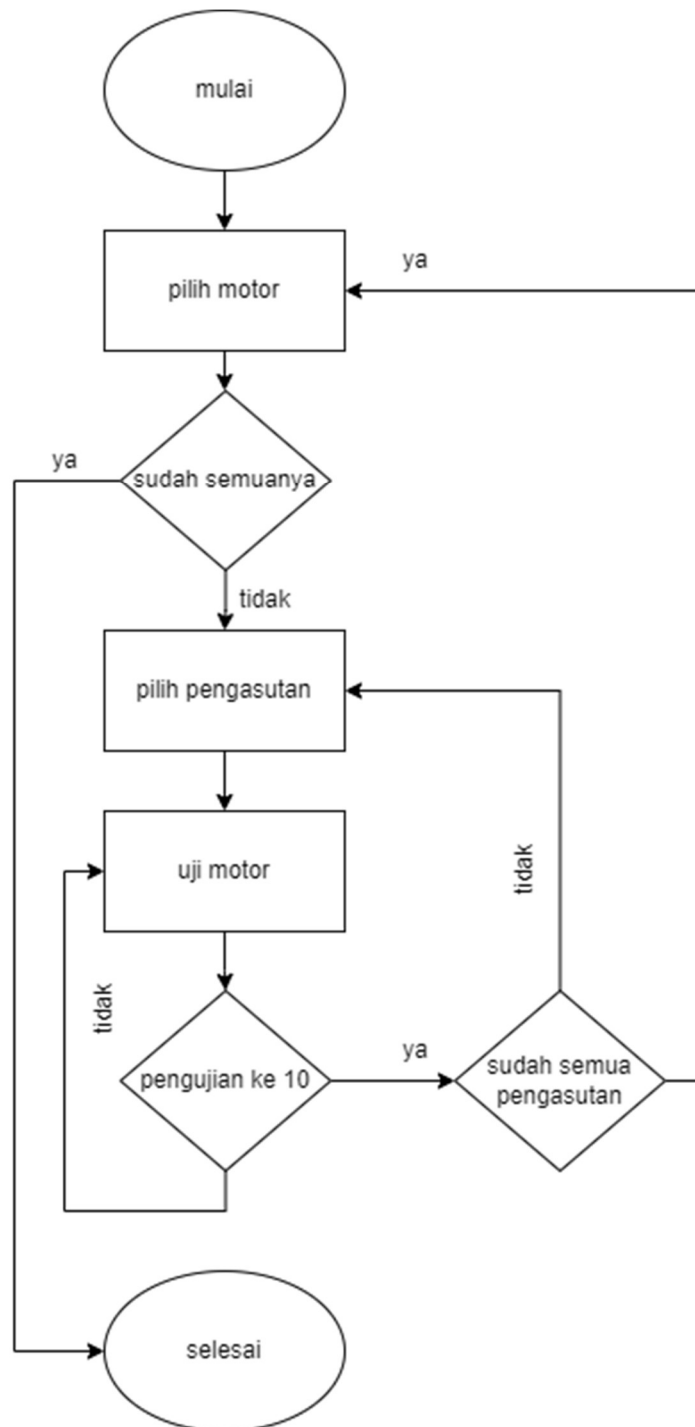 mulai
pilih motor
ya
sudah semuanya
ya
tidak
pilih pengasutan
uji motor
tidak
pengujian ke 10
ya
sudah semua
pengasutan
tidak
selesai